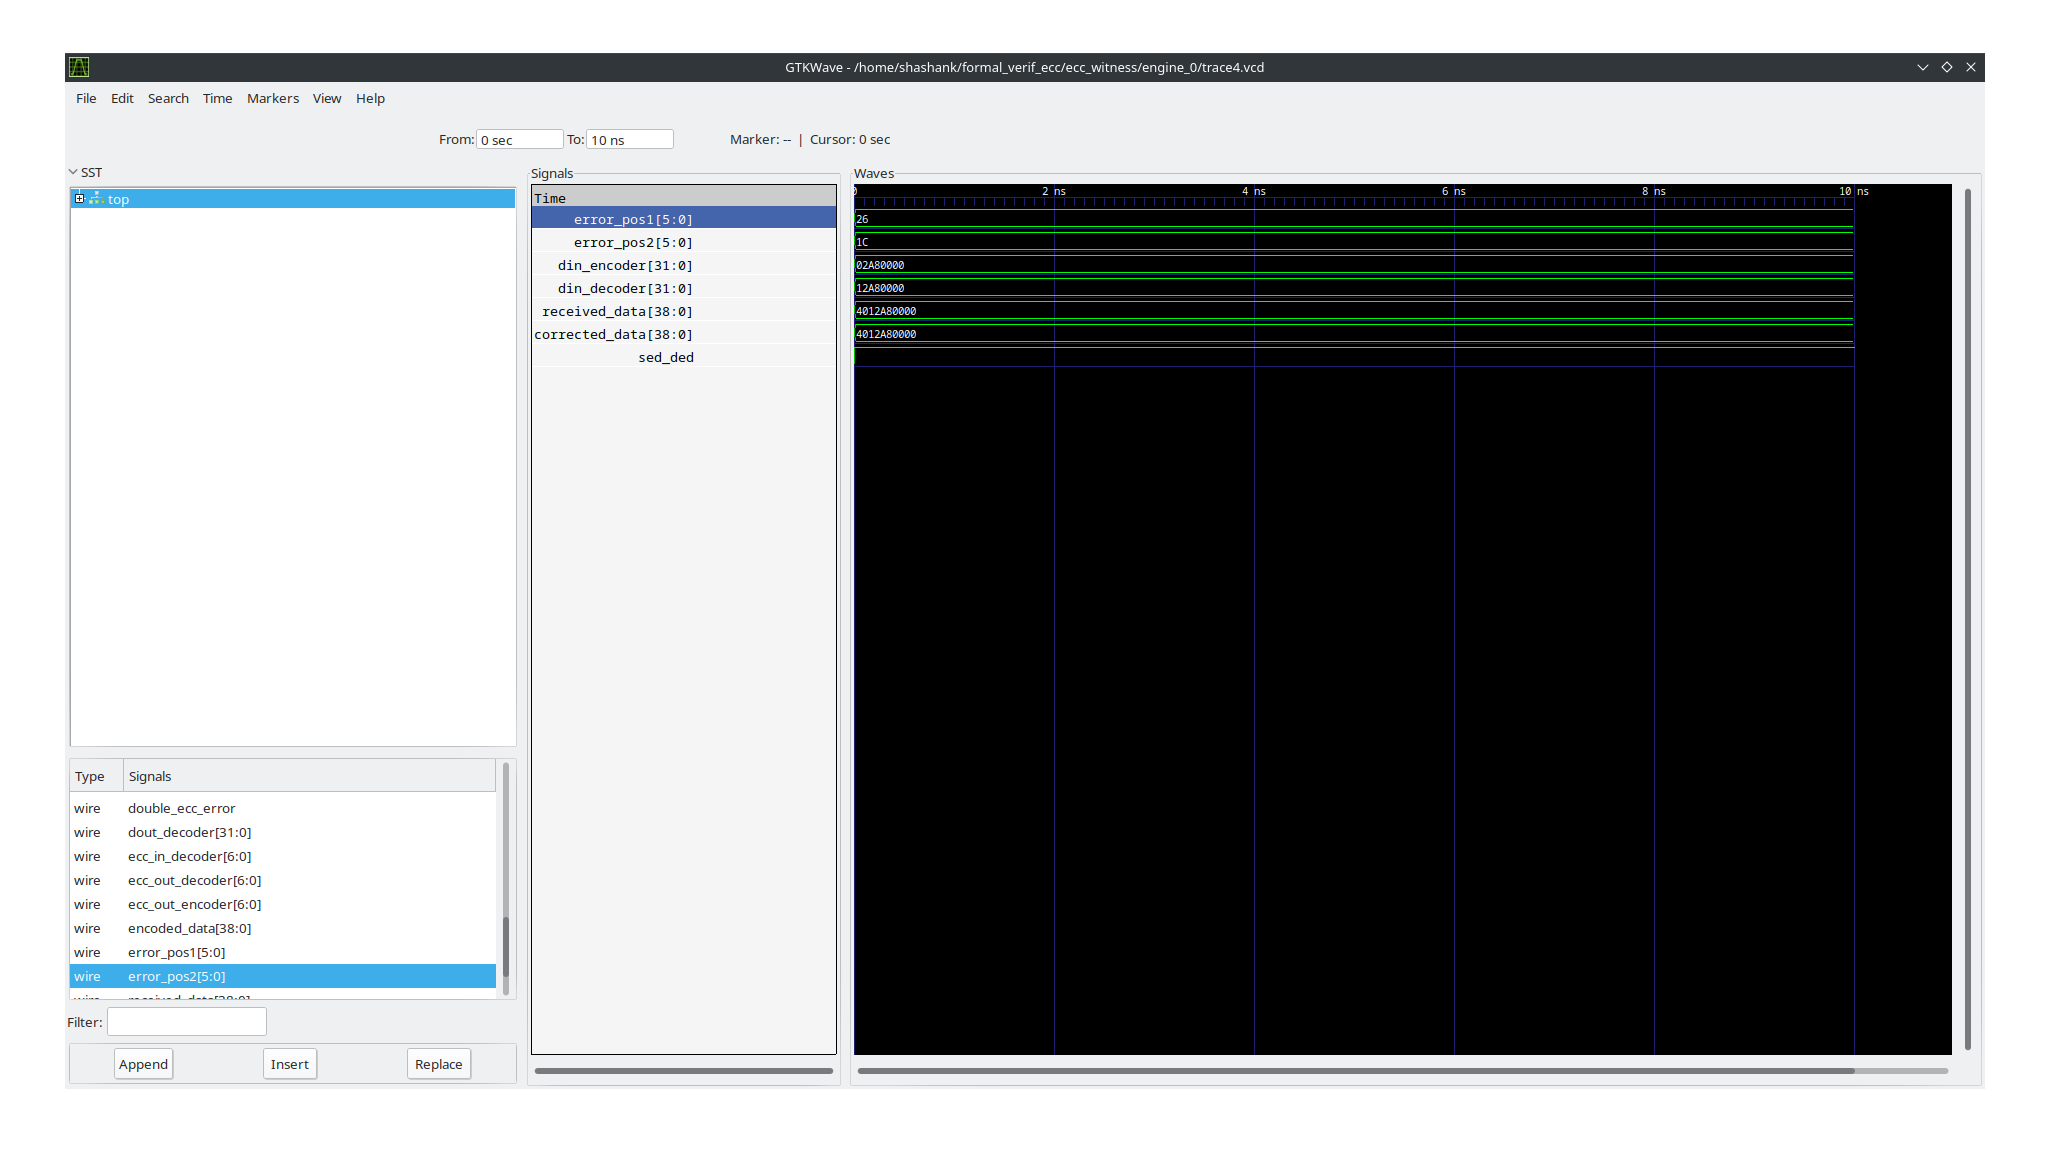 GTKWave - /home/shashank/formal_verif_ecc/ecc_witness/engine_0/trace4.vcd
File Edit Search Time Markers View Help
From: 0 sec To: 10 ns Marker: -- | Cursor: 0 sec
SST
top
Type Signals
wire double_ecc_error
wire dout_decoder[31:0]
wire ecc_in_decoder[6:0]
wire ecc_out_decoder[6:0]
wire ecc_out_encoder[6:0]
wire encoded_data[38:0]
wire error_pos1[5:0]
wire error_pos2[5:0]
wire received_data[38:0]
Filter:
Append Insert Replace
Signals
Time
error_pos1[5:0]
error_pos2[5:0]
din_encoder[31:0]
din_decoder[31:0]
received_data[38:0]
corrected_data[38:0]
sed_ded
Waves
0 2 ns 4 ns 6 ns 8 ns 10 ns
26
1C
02A80000
12A80000
4012A80000
4012A80000